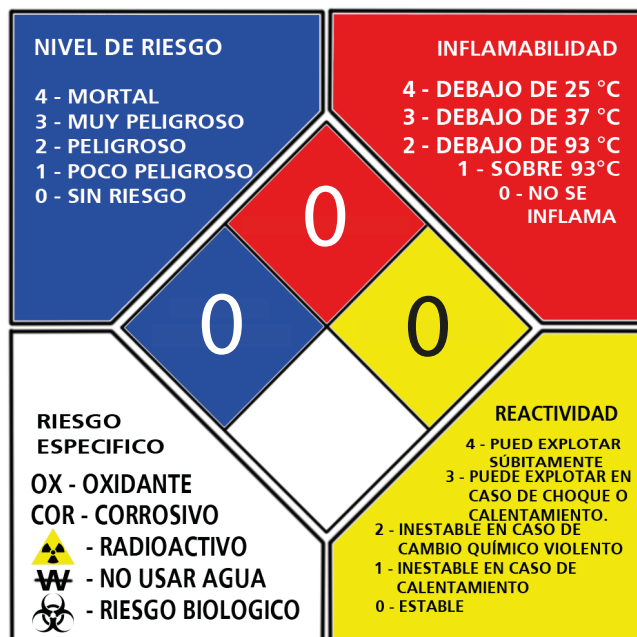 NIVEL DE RIESGO
4 - MORTAL
3 - MUY PELIGROSO
2 - PELIGROSO
1 - POCO PELIGROSO
0 - SIN RIESGO
INFLAMABILIDAD
4 - DEBAJO DE 25 °C
3 - DEBAJO DE 37 °C
2 - DEBAJO DE 93 °C
1 - SOBRE 93°C
0 - NO SE
INFLAMA
0
0
0
RIESGO
ESPECIFICO
OX - OXIDANTE
COR - CORROSIVO
- RADIOACTIVO
W - NO USAR AGUA
- RIESGO BIOLOGICO
REACTIVIDAD
4 - PUED EXPLOTAR
SÚBITAMENTE
3 - PUEDE EXPLOTAR EN
CASO DE CHOQUE O
CALENTAMIENTO.
2 - INESTABLE EN CASO DE
CAMBIO QUÍMICO VIOLENTO
1 - INESTABLE EN CASO DE
CALENTAMIENTO
0 - ESTABLE